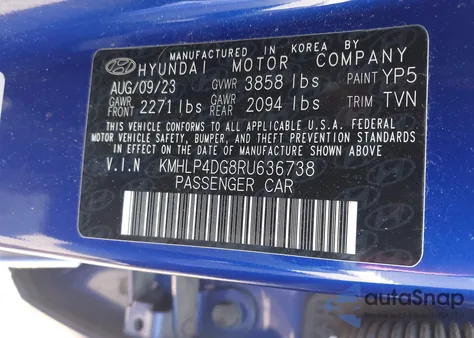 MANUFACTURED IN KOREA BY
HYUNDAI MOTOR COMPANY
AUG/09/23 GVWR 3858 lbs PAINT YP5
GAWR FRONT 2271 lbs GAWR REAR 2094 lbs TRIM TVN
THIS VEHICLE CONFORMS TO ALL APPLICABLE U.S.A. FEDERAL
MOTOR VEHICLE SAFETY, BUMPER, AND THEFT PREVENTION STANDARDS
IN EFFECT ON THE DATE OF MANUFACTURE SHOWN ABOVE.
V.I.N KMHLP4DG8RU636738
PASSENGER CAR
autoSnap